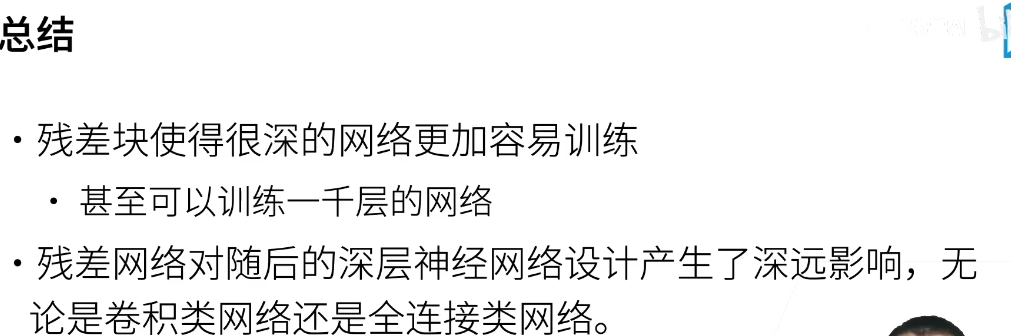 总结
• 残差块使得很深的网络更加容易训练
• 甚至可以训练一千层的网络
• 残差网络对随后的深层神经网络设计产生了深远影响，无
论是卷积类网络还是全连接类网络。